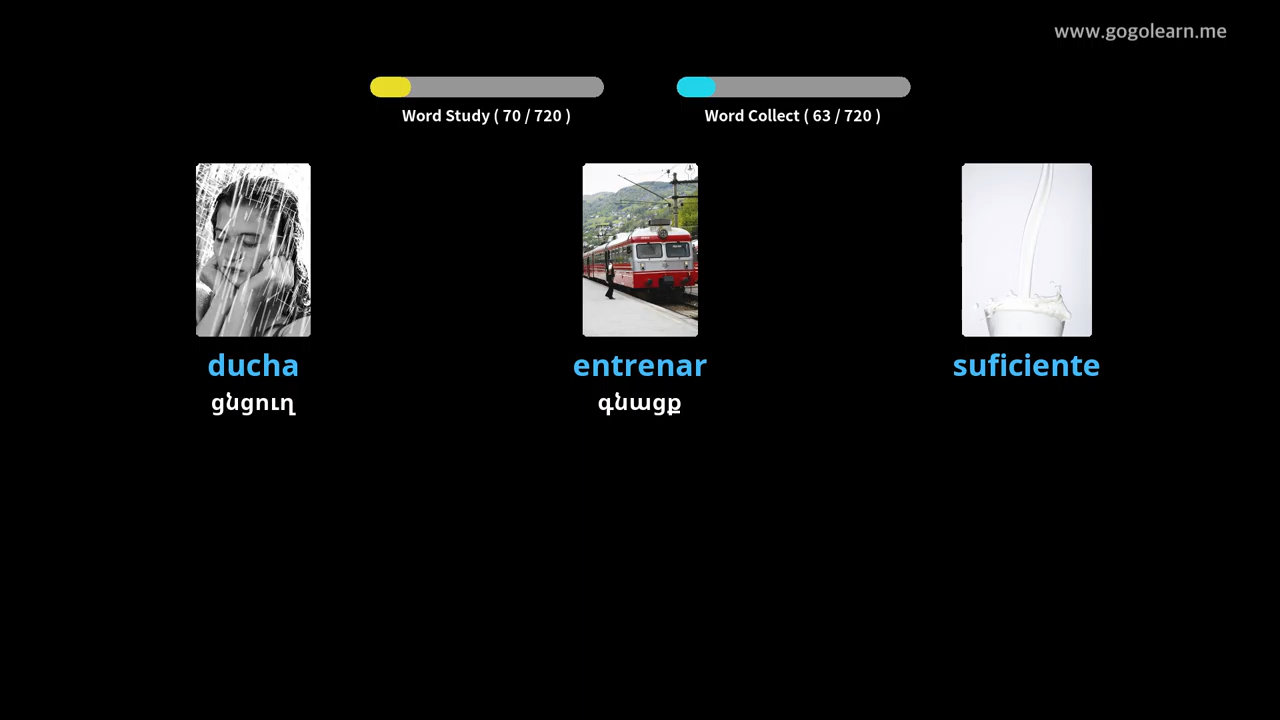 www.gogolearn.me
Word Study ( 70 / 720 )
Word Collect ( 63 / 720 )
ducha
entrenar
suficiente
ցնցուղ
գնացք